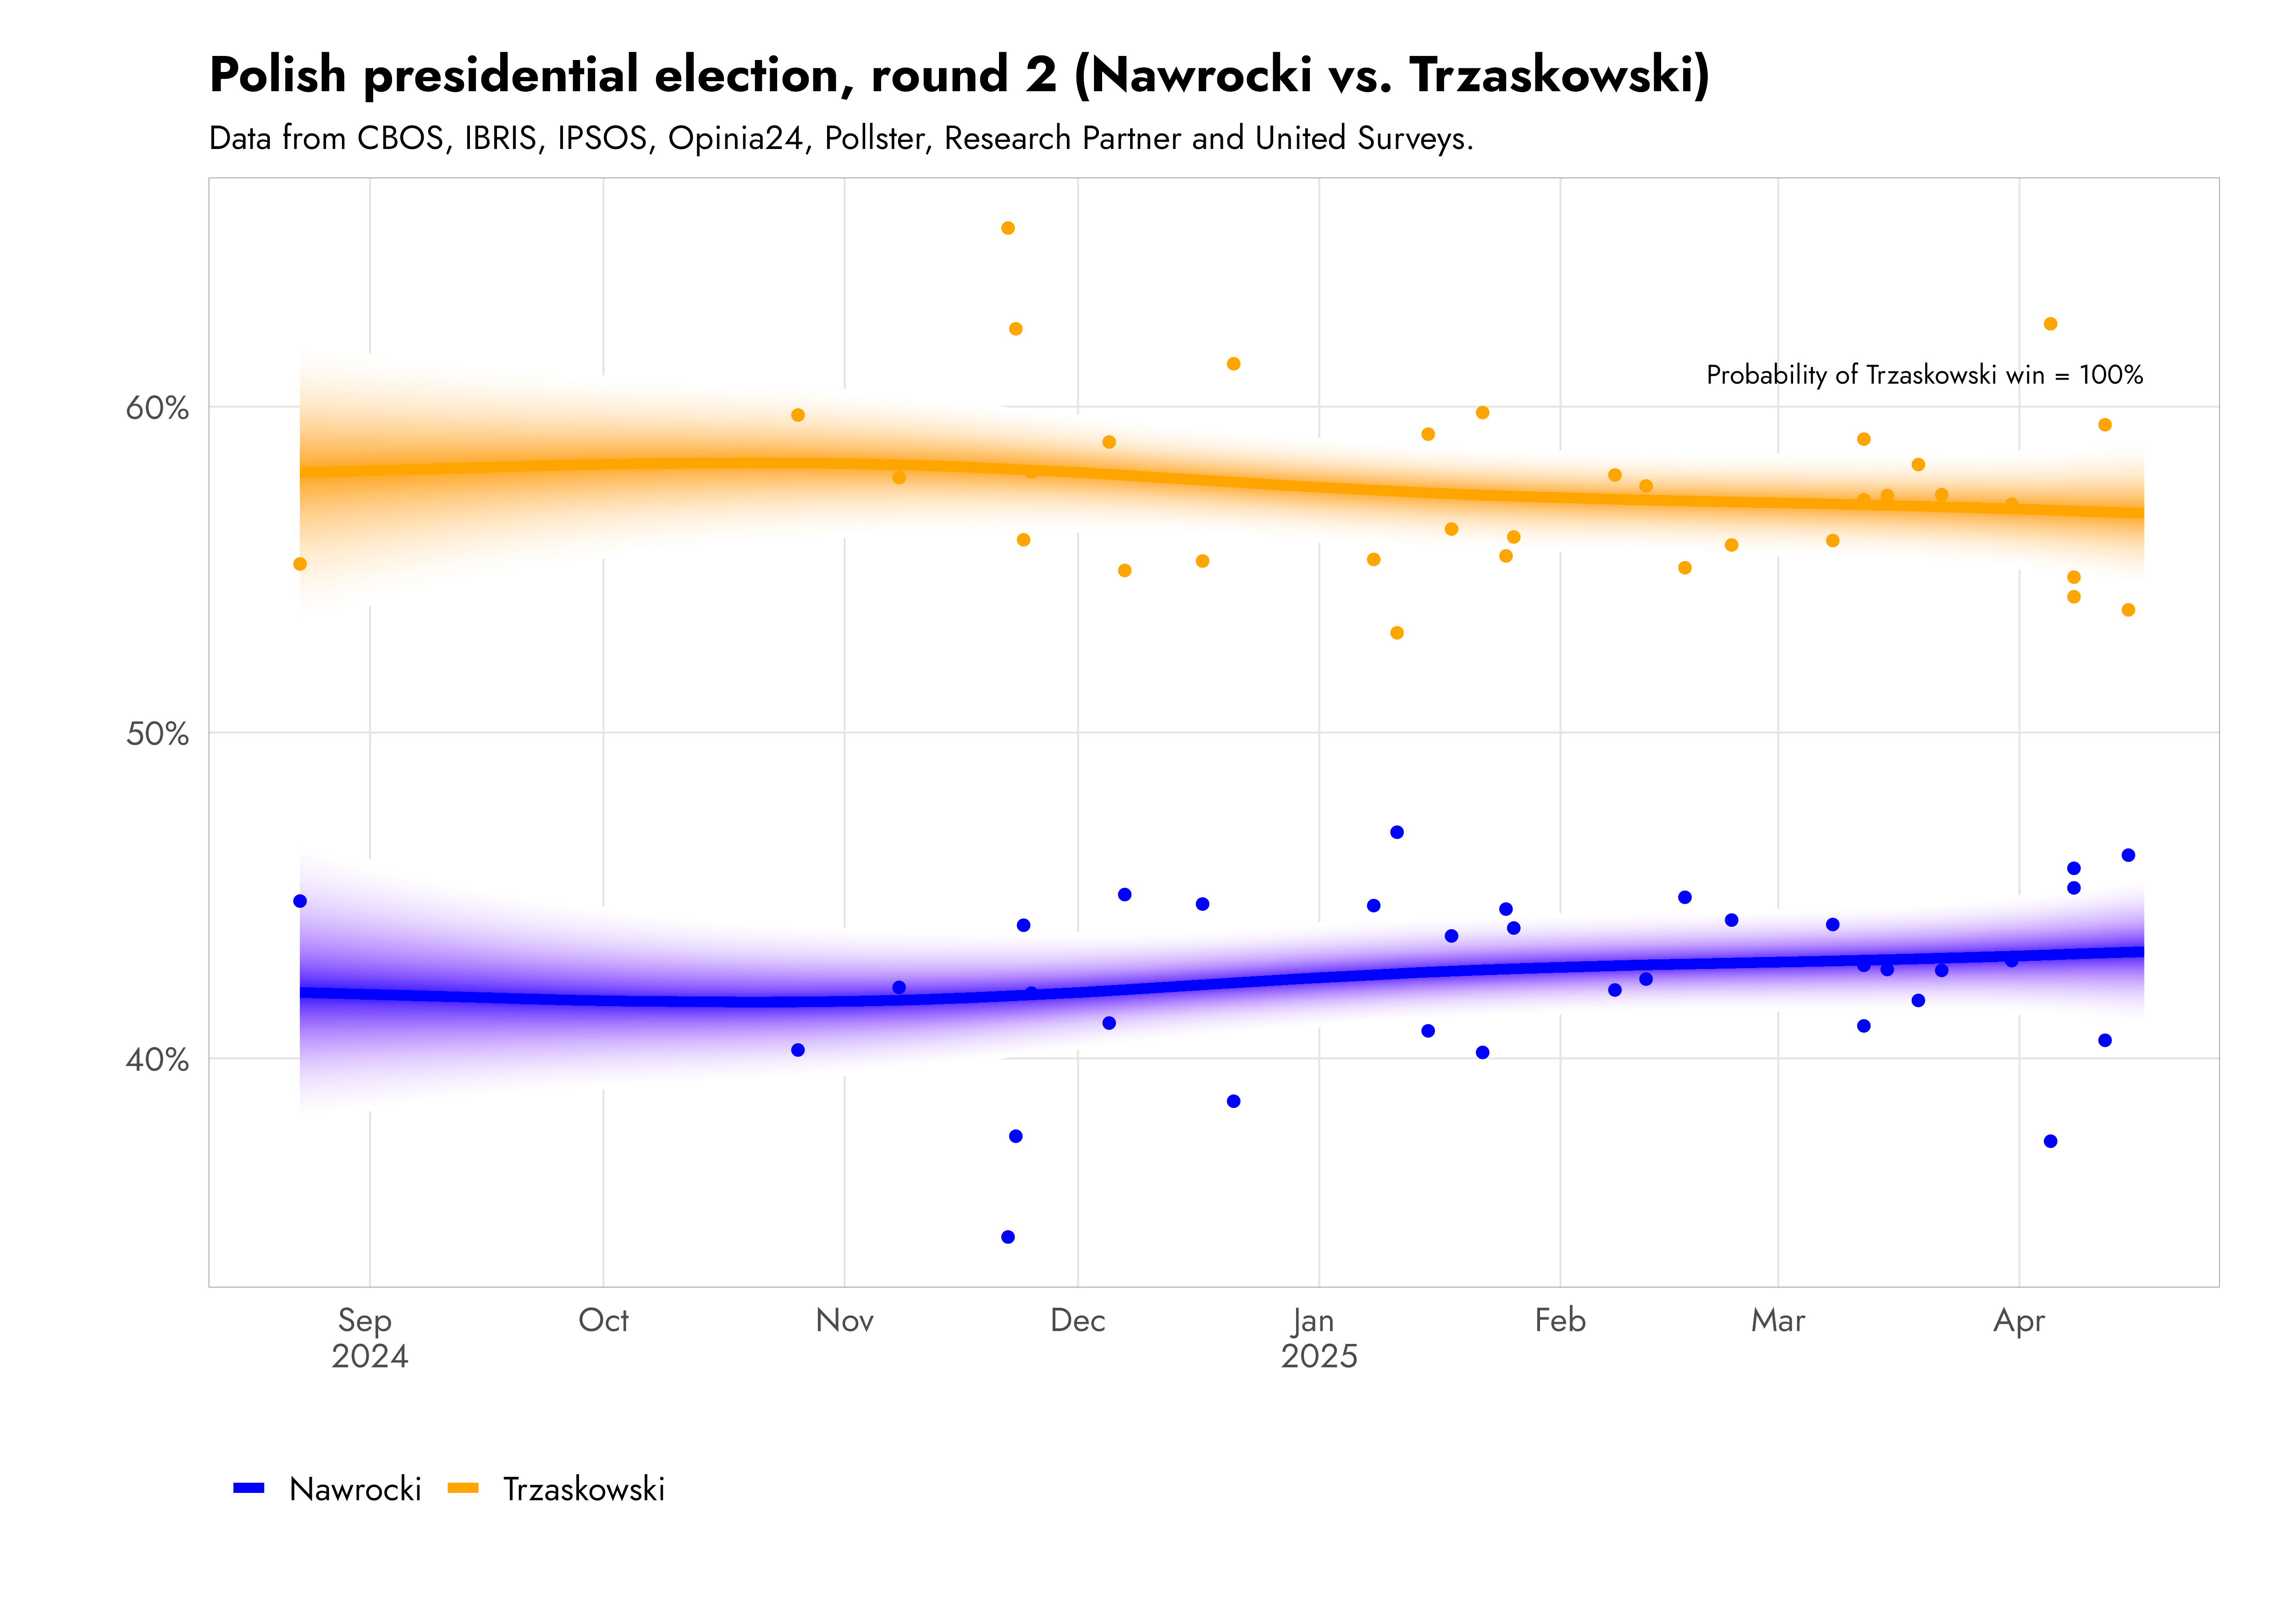 Polish presidential election, round 2 (Nawrocki vs. Trzaskowski)
Data from CBOS, IBRIS, IPSOS, Opinia24, Pollster, Research Partner and United Surveys.
Probability of Trzaskowski win = 100%
60%
50%
40%
Sep Oct Nov Dec Jan Feb Mar Apr
2024 2025
Nawrocki Trzaskowski